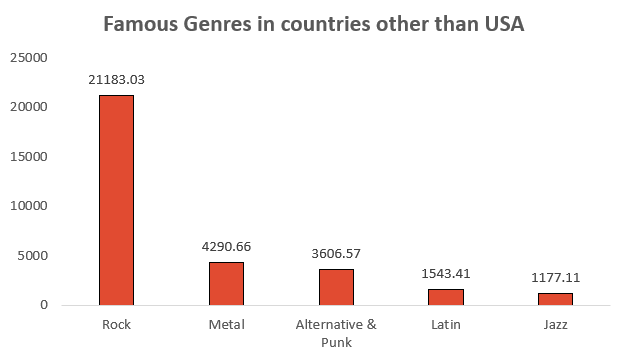 Famous Genres in countries other than USA
25000
20000
15000
10000
5000
0
21183.03
4290.66
3606.57
1543.41
1177.11
Rock
Metal
Alternative &
Punk
Latin
Jazz